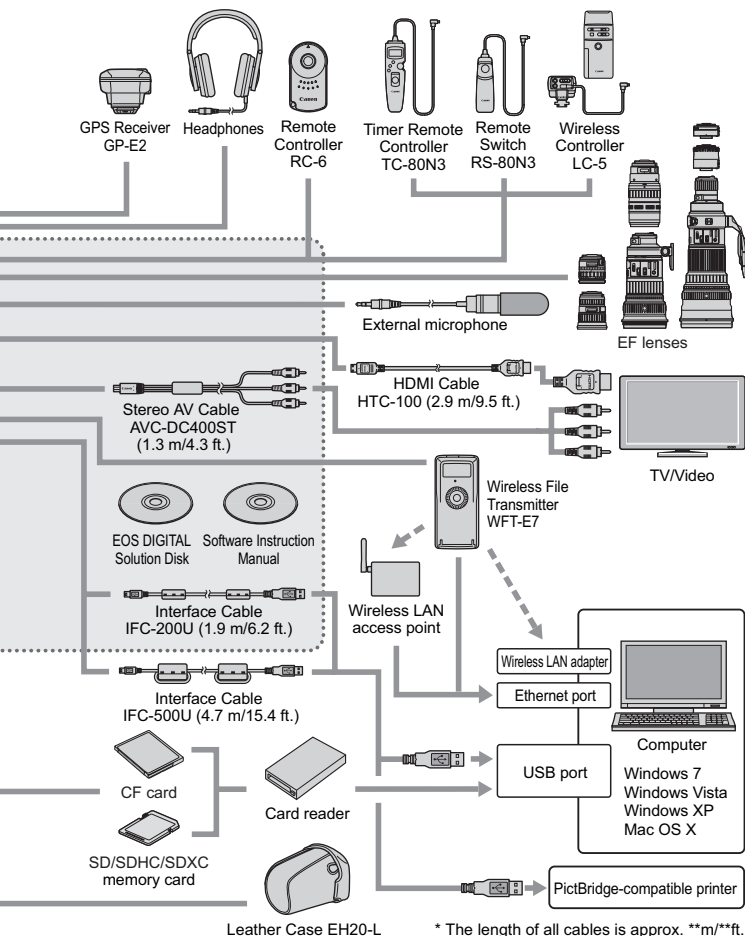 GPS Receiver
GP-E2
Headphones
Canon
Remote
Controller
RC-6
Timer Remote
Controller
TC-80N3
Remote
Switch
RS-80N3
Wireless
Controller
LC-5
External microphone
EF lenses
HDMI Cable
HTC-100 (2.9 m/9.5 ft.)
Stereo AV Cable
AVC-DC400ST
(1.3 m/4.3 ft.)
TV/Video
Wireless File
Transmitter
WFT-E7
EOS DIGITAL
Solution Disk
Software Instruction
Manual
Interface Cable
IFC-200U (1.9 m/6.2 ft.)
Wireless LAN
access point
Wireless LAN adapter
Ethernet port
Interface Cable
IFC-500U (4.7 m/15.4 ft.)
Computer
USB port
Windows 7
Windows Vista
Windows XP
Mac OS X
CF card
Card reader
SD/SDHC/SDXC
memory card
PictBridge-compatible printer
Leather Case EH20-L
* The length of all cables is approx. **m/**ft.